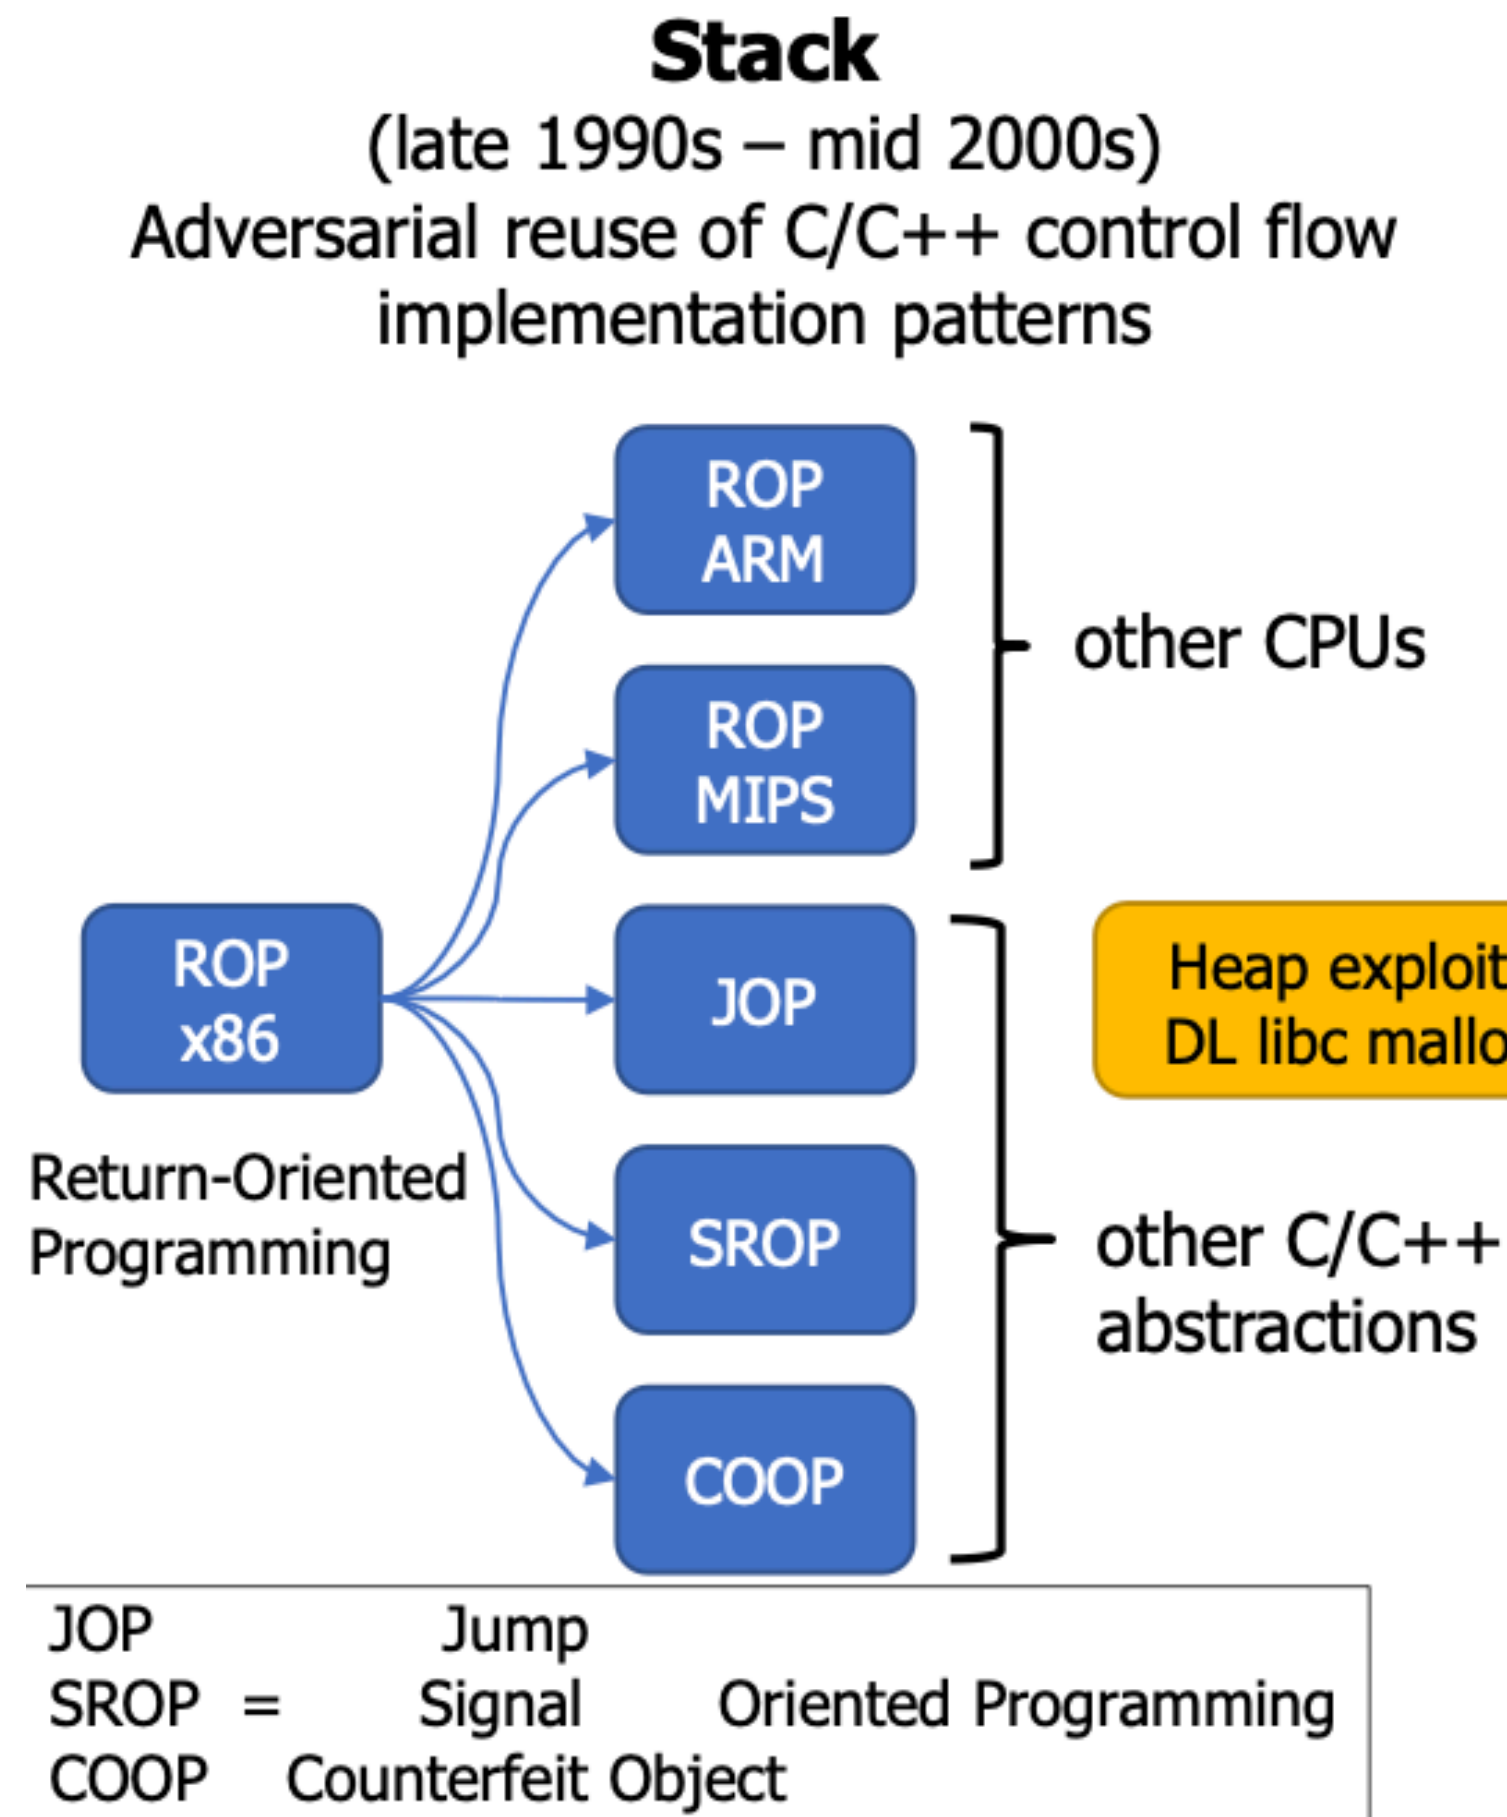 Stack
(late 1990s – mid 2000s)
Adversarial reuse of C/C++ control flow
implementation patterns
ROP
ARM
ROP
MIPS
other CPUs
ROP
x86
Return-Oriented
Programming
JOP
Heap exploit
DL libc mallo
SROP
other C/C++
abstractions
COOP
JOP Jump
SROP = Signal Oriented Programming
COOP Counterfeit Object